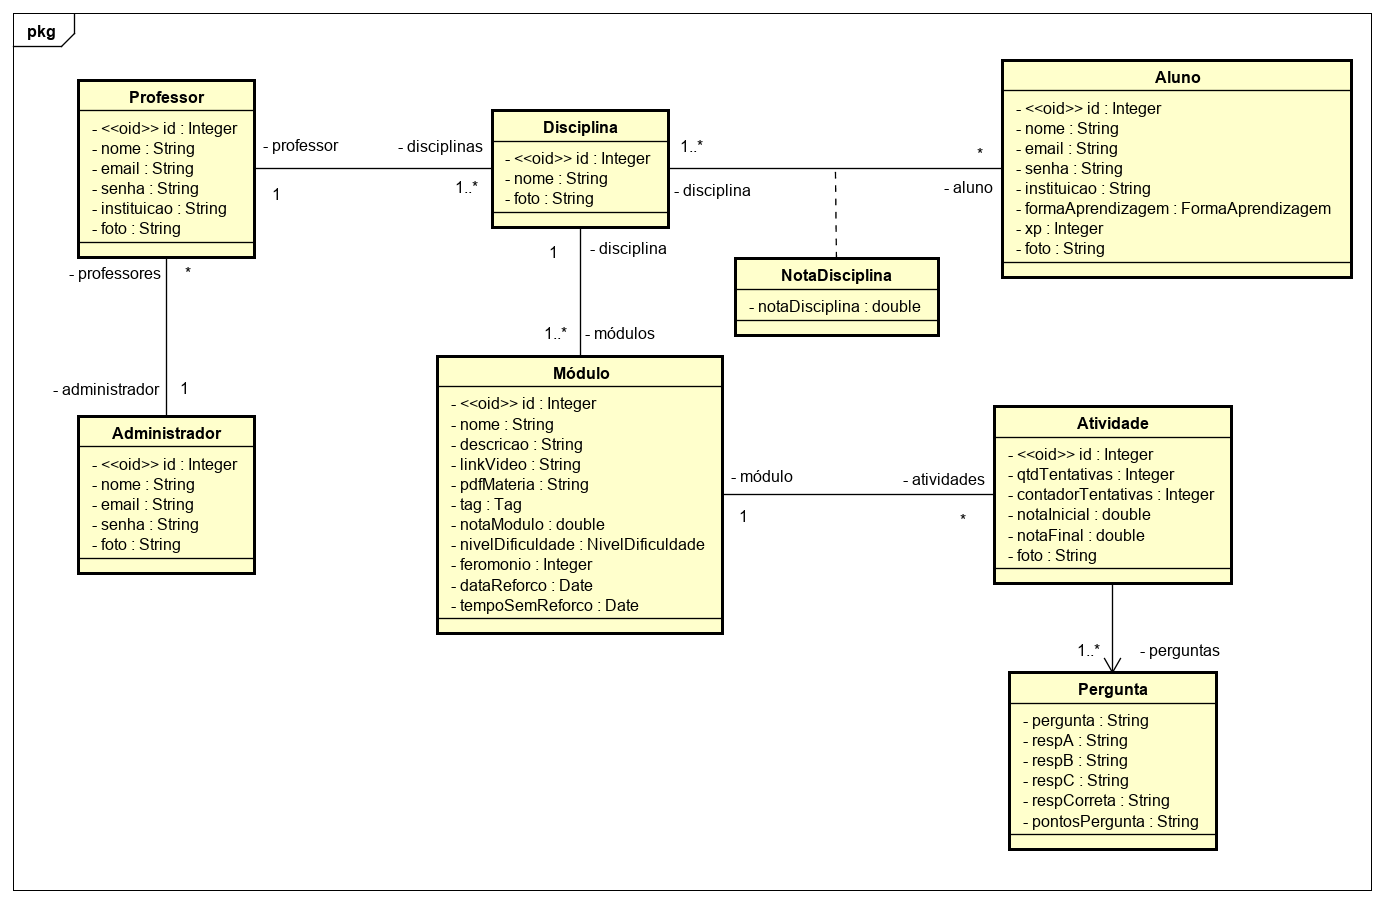 pkg
Professor
- <<oid>> id : Integer
- nome : String
- email : String
- senha : String
- instituicao : String
- foto : String
- professor
1
- disciplinas
1..*
Disciplina
- <<oid>> id : Integer
- nome : String
- foto : String
1..*
- disciplina
*
- aluno
Aluno
- <<oid>> id : Integer
- nome : String
- email : String
- senha : String
- instituicao : String
- formaAprendizagem : FormaAprendizagem
- xp : Integer
- foto : String
NotaDisciplina
- notaDisciplina : double
- professores
*
- administrador
1
Administrador
- <<oid>> id : Integer
- nome : String
- email : String
- senha : String
- foto : String
1
- disciplina
1..*
- módulos
Módulo
- <<oid>> id : Integer
- nome : String
- descricao : String
- linkVideo : String
- pdfMateria : String
- tag : Tag
- notaModulo : double
- nivelDificuldade : NivelDificuldade
- feromonio : Integer
- dataReforco : Date
- tempoSemReforco : Date
- módulo
1
- atividades
*
Atividade
- <<oid>> id : Integer
- qtdTentativas : Integer
- contadorTentativas : Integer
- notaInicial : double
- notaFinal : double
- foto : String
1..*
- perguntas
Pergunta
- pergunta : String
- respA : String
- respB : String
- respC : String
- respCorreta : String
- pontosPergunta : String